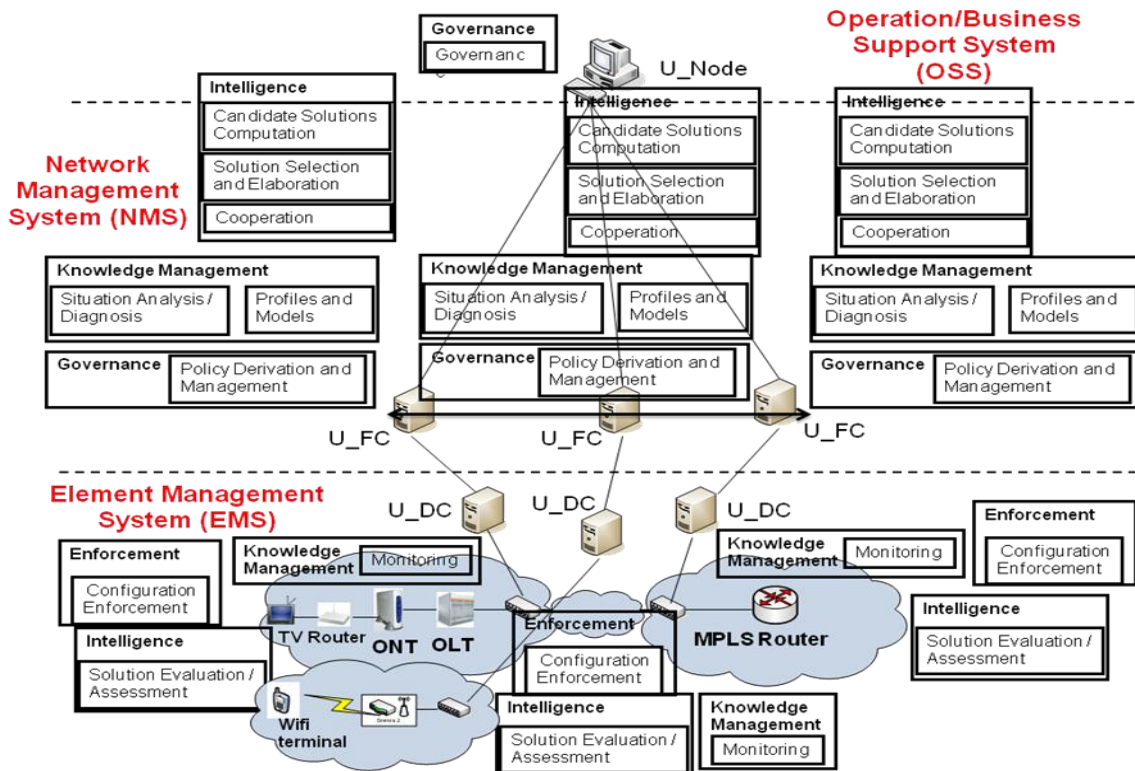 Governance
Governanc
U_Node
Operation/Business
Support System
(OSS)
Intelligence
Candidate Solutions
Computation
Solution Selection
and Elaboration
Cooperation
Intelligence
Candidate Solutions
Computation
Solution Selection
and Elaboration
Cooperation
Intelligence
Candidate Solutions
Computation
Solution Selection
and Elaboration
Cooperation
Network
Management
System (NMS)
Knowledge Management
Situation Analysis /
Diagnosis
Profiles and
Models
Knowledge Management
Situation Analysis /
Diagnosis
Profiles and
Models
Knowledge Management
Situation Analysis /
Diagnosis
Profiles and
Models
Governance
Policy Derivation and
Management
Governance
Policy Derivation and
Management
Governance
Policy Derivation and
Management
U_FC
U_FC
U_FC
Element Management
System (EMS)
U_DC
U_DC
U_DC
Enforcement
Configuration
Enforcement
Knowledge
Management
Monitoring
Knowledge
Management
Monitoring
Enforcement
Configuration
Enforcement
TV Router
ONT
OLT
Enforcement
Configuration
Enforcement
MPLS Router
Intelligence
Solution Evaluation /
Assessment
Intelligence
Solution Evaluation /
Assessment
Wifi
terminal
Intelligence
Solution Evaluation /
Assessment
Knowledge
Management
Monitoring